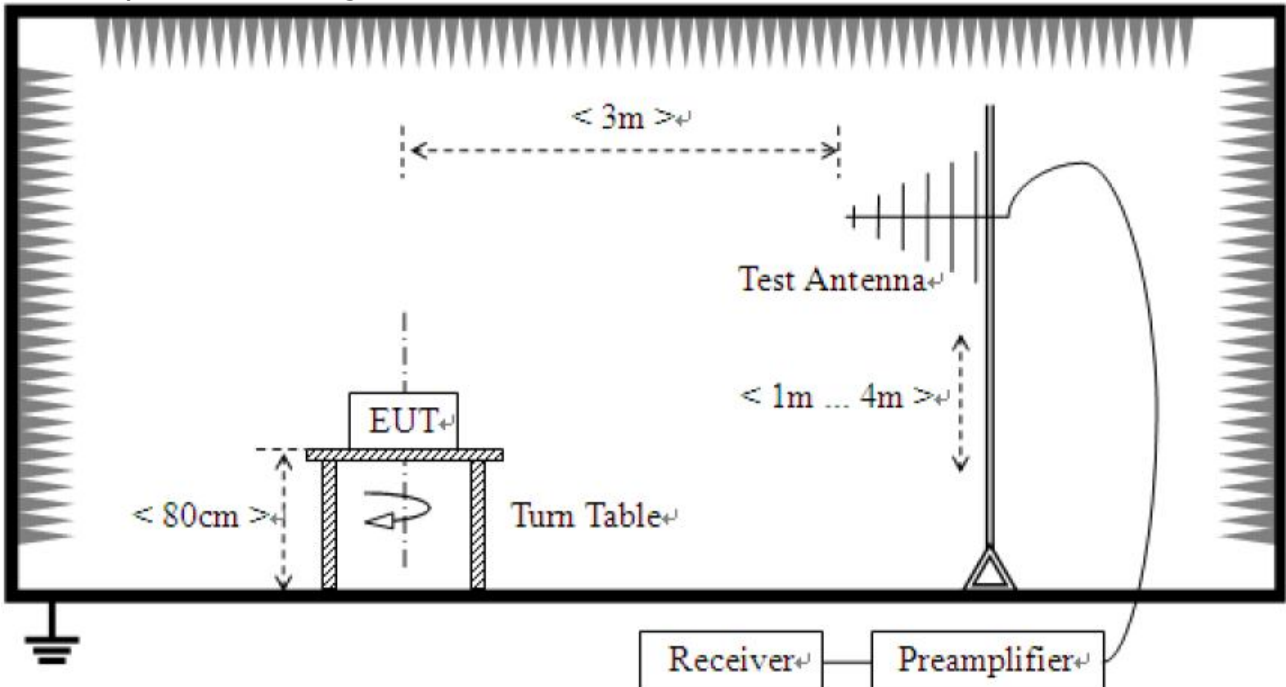 < 3m >↵
Test Antenna↵
< 1m ... 4m >↵
EUT↵
< 80cm >↵
Turn Table↵
Receiver↵
Preamplifier↵